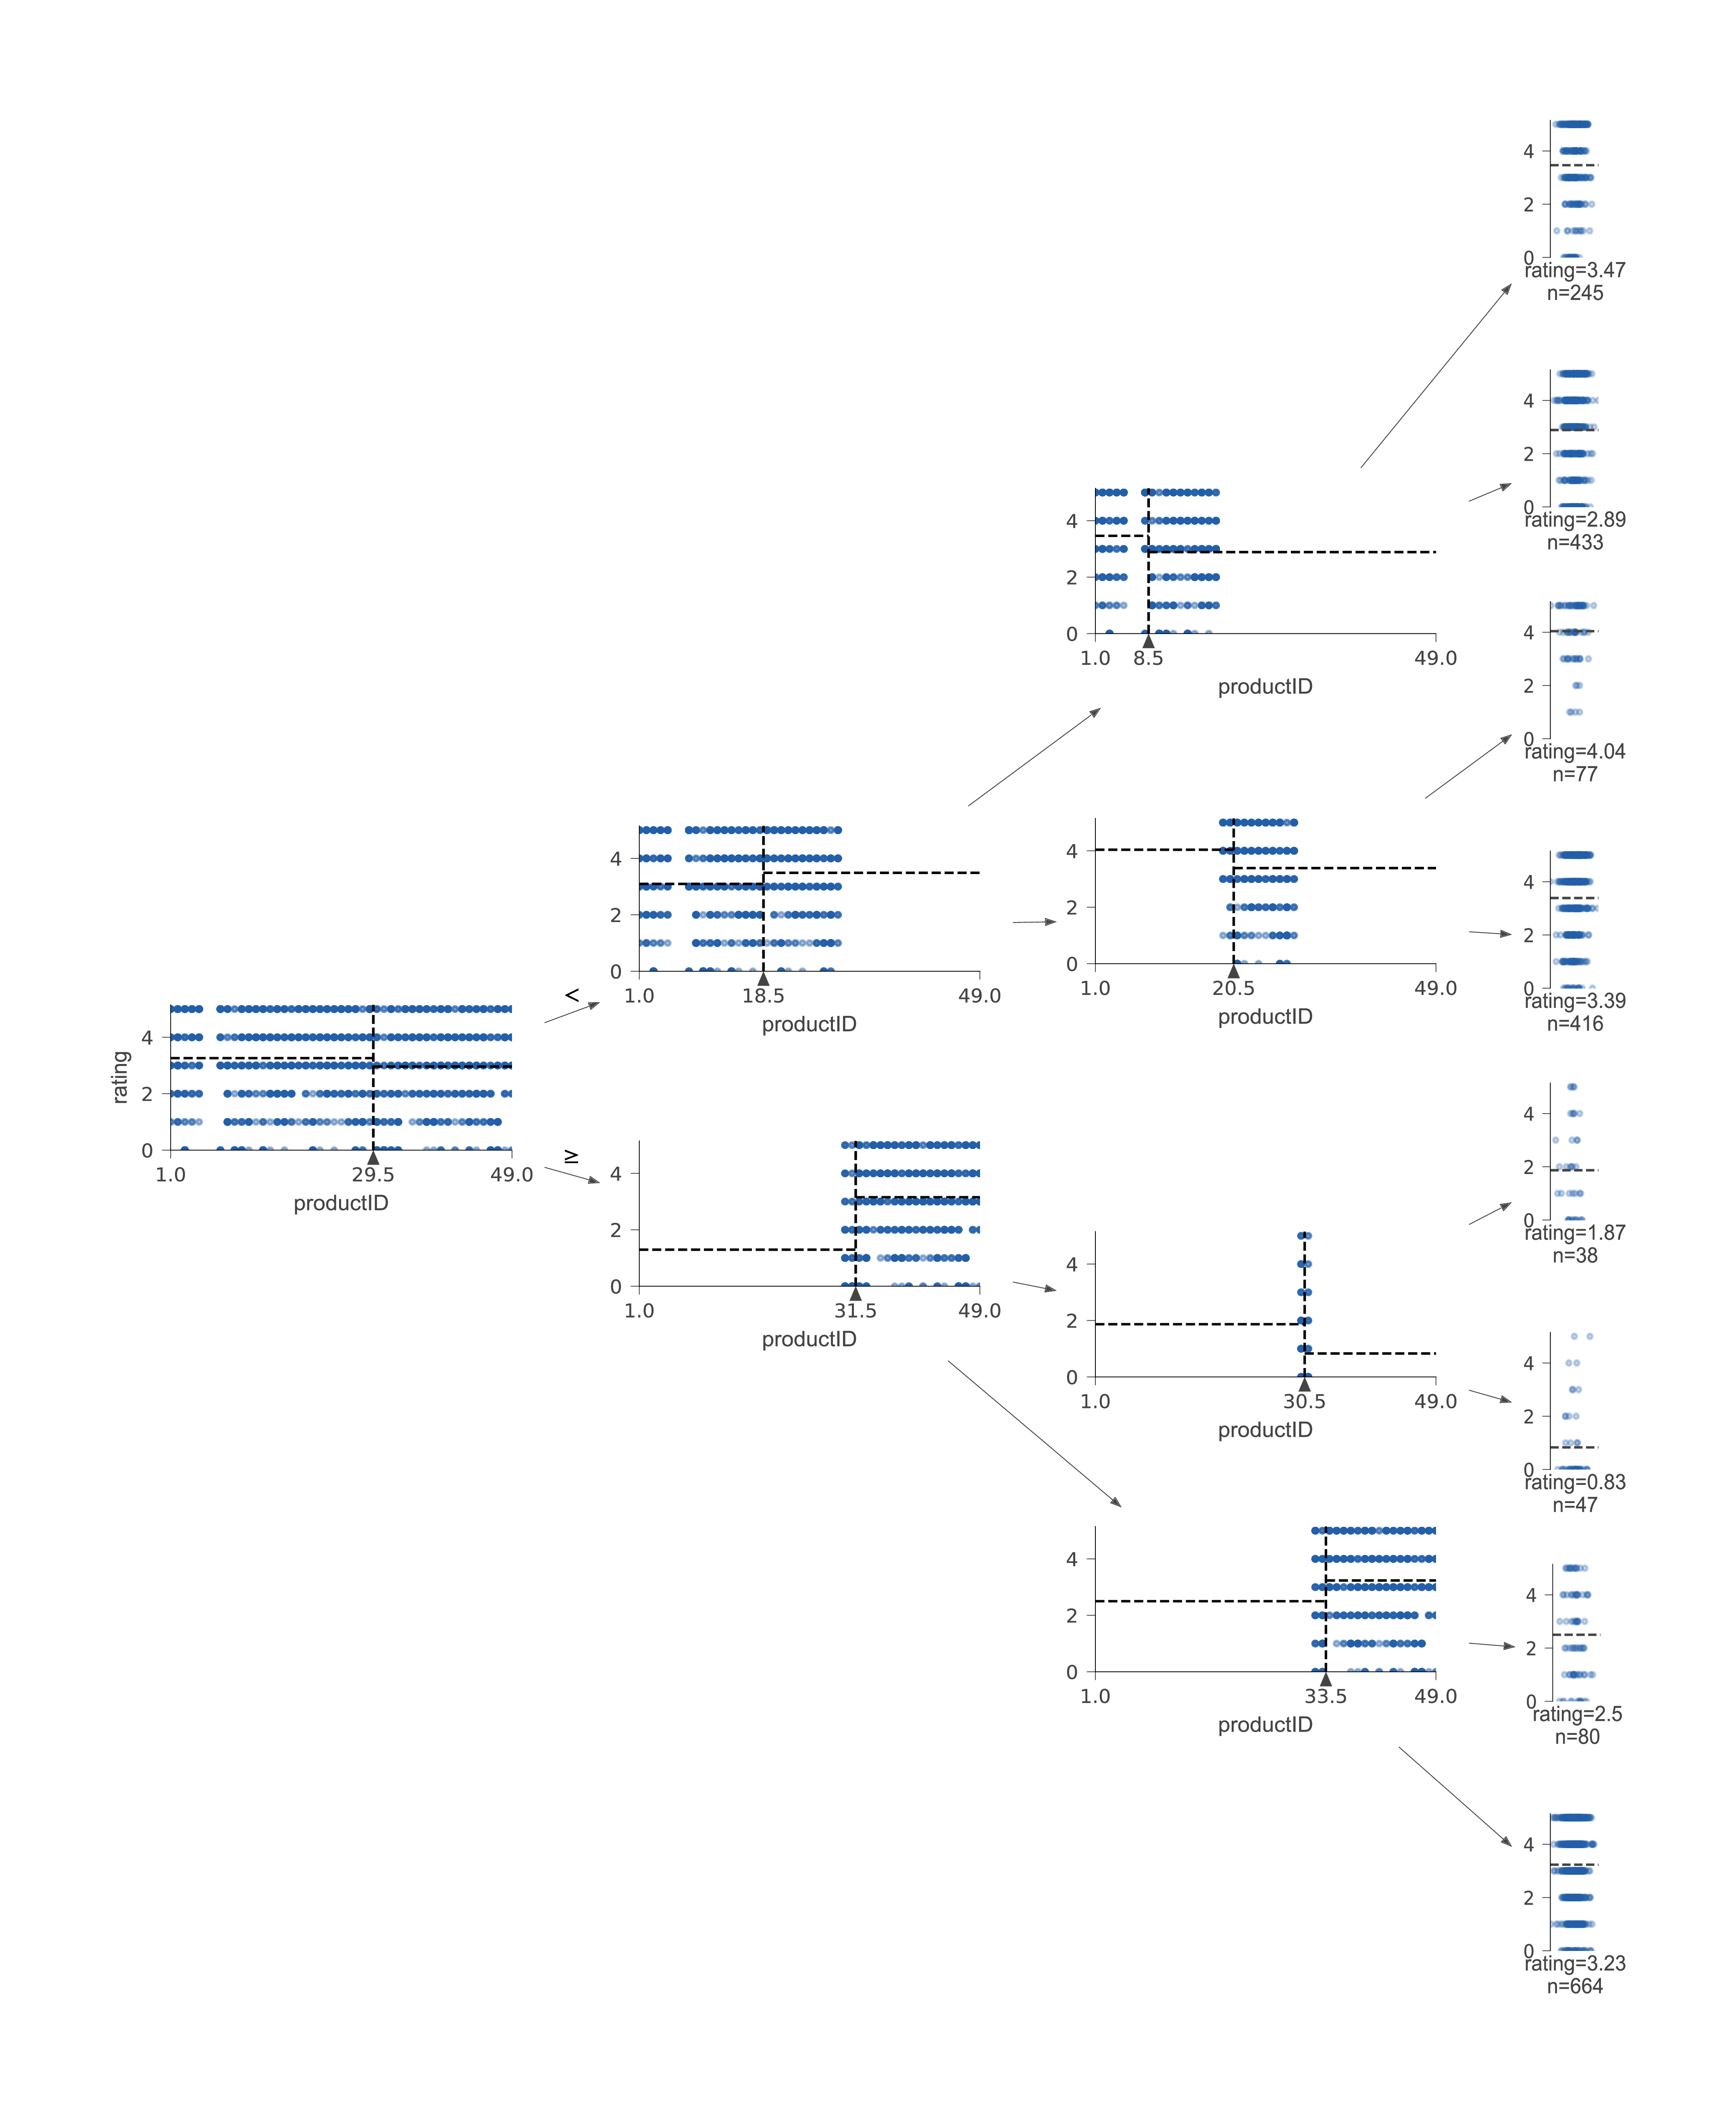 4
2
0
rating=3.47
n=245
4
2
0
rating=2.89
n=433
4
2
0
1.0
8.5
49.0
productID
4
2
0
rating=4.04
n=77
4
2
0
1.0
18.5
49.0
productID
<
4
2
0
1.0
20.5
49.0
productID
4
2
0
rating=3.39
n=416
rating
4
2
0
1.0
29.5
49.0
productID
≥
4
2
0
1.0
31.5
49.0
productID
4
2
0
rating=1.87
n=38
4
2
0
1.0
30.5
49.0
productID
4
2
0
rating=0.83
n=47
4
2
0
1.0
33.5
49.0
productID
4
2
0
rating=2.5
n=80
4
2
0
rating=3.23
n=664